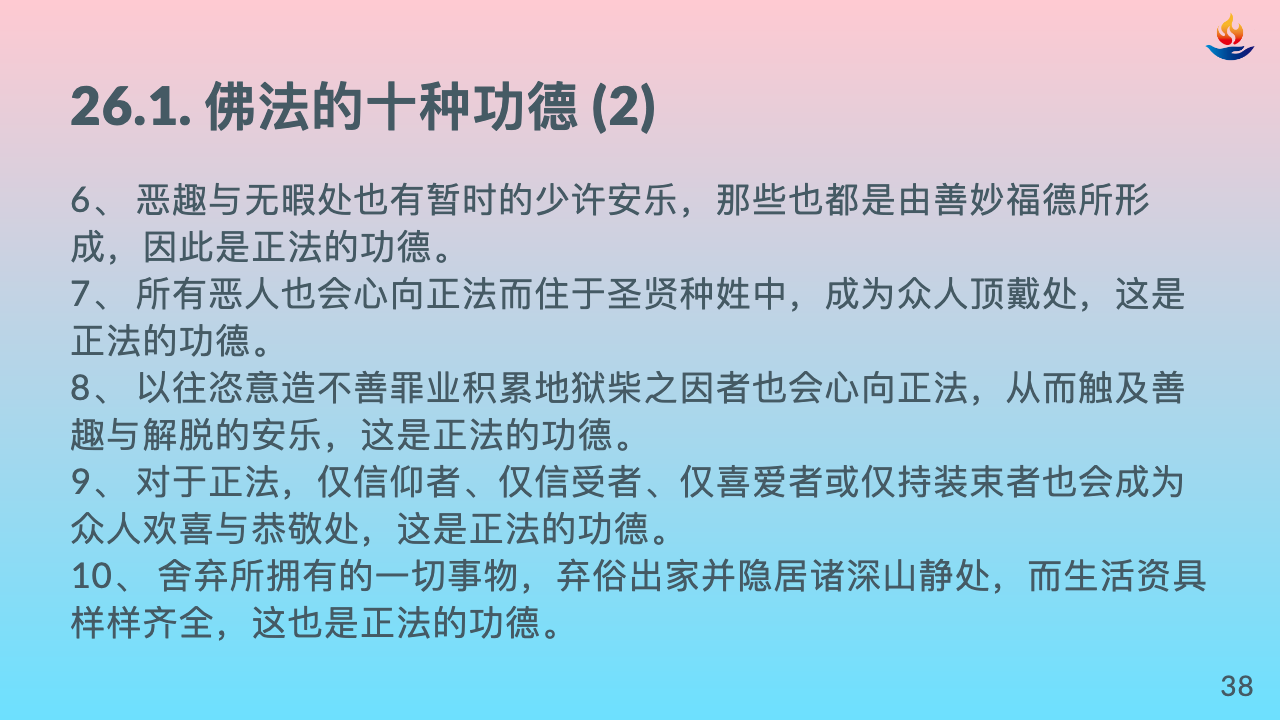 26.1. 佛法的十种功德 (2)
6、 恶趣与无暇处也有暂时的少许安乐，那些也都是由善妙福德所形
成，因此是正法的功德。
7、 所有恶人也会心向正法而住于圣贤种姓中，成为众人顶戴处，这是
正法的功德。
8、 以往恣意造不善罪业积累地狱柴之因者也会心向正法，从而触及善
趣与解脱的安乐，这是正法的功德。
9、 对于正法，仅信仰者、仅信受者、仅喜爱者或仅持装束者也会成为
众人欢喜与恭敬处，这是正法的功德。
10、 舍弃所拥有的一切事物，弃俗出家并隐居诸深山静处，而生活资具
样样齐全，这也是正法的功德。
38